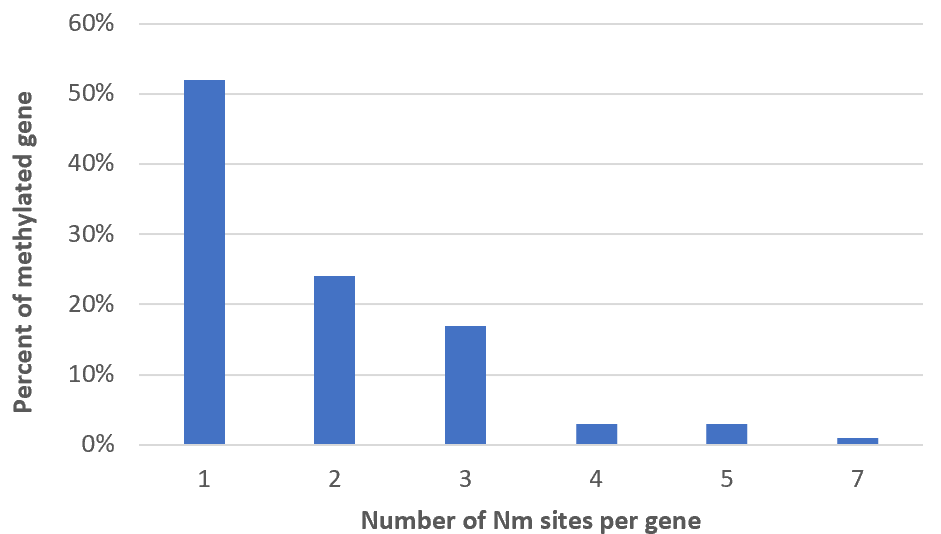 60%
50%
40%
30%
20%
10%
0%
Percent of methylated gene
1 2 3 4 5 7
Number of Nm sites per gene